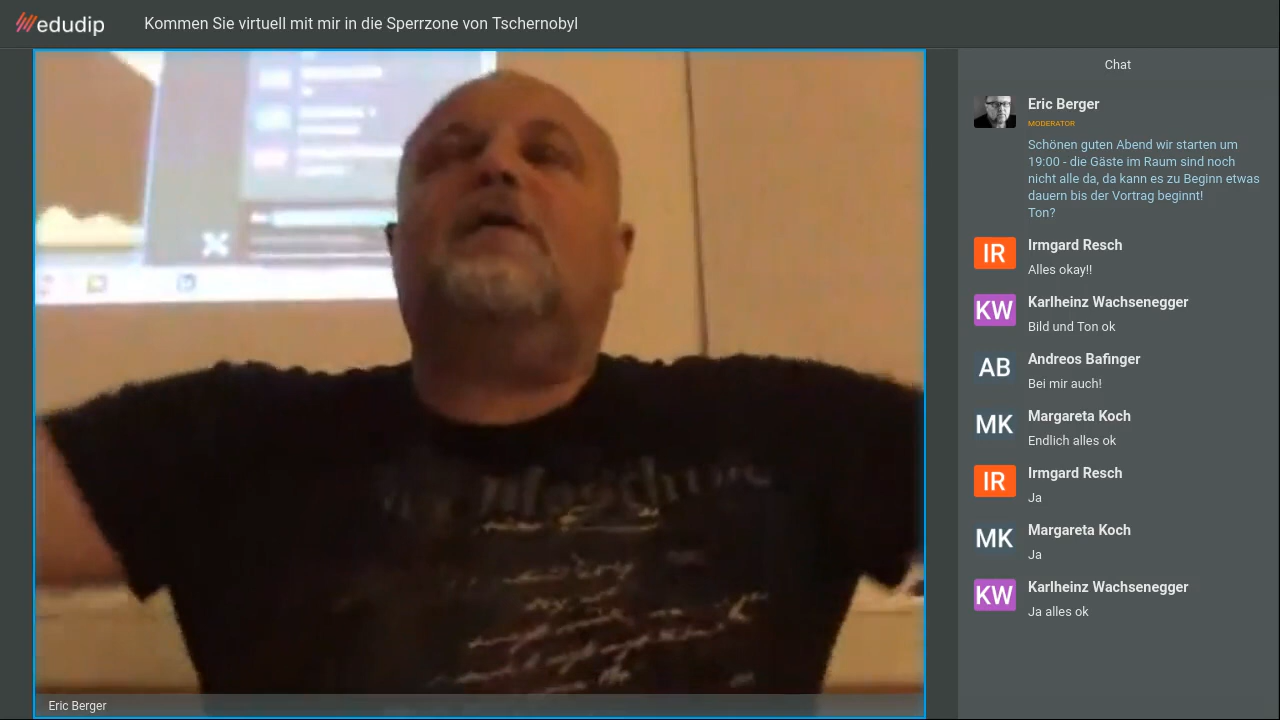 edudip
Kommen Sie virtuell mit mir in die Sperrzone von Tschernobyl
Chat
Eric Berger
MODERATOR
Schönen guten Abend wir starten um
19:00 - die Gäste im Raum sind noch
nicht alle da, da kann es zu Beginn etwas
dauern bis der Vortrag beginnt!
Ton?
IR
Irmgard Resch
Alles okay!!
KW
Karlheinz Wachsenegger
Bild und Ton ok
AB
Andreos Bafinger
Bei mir auch!
MK
Margareta Koch
Endlich alles ok
IR
Irmgard Resch
Ja
MK
Margareta Koch
Ja
KW
Karlheinz Wachsenegger
Ja alles ok
Eric Berger